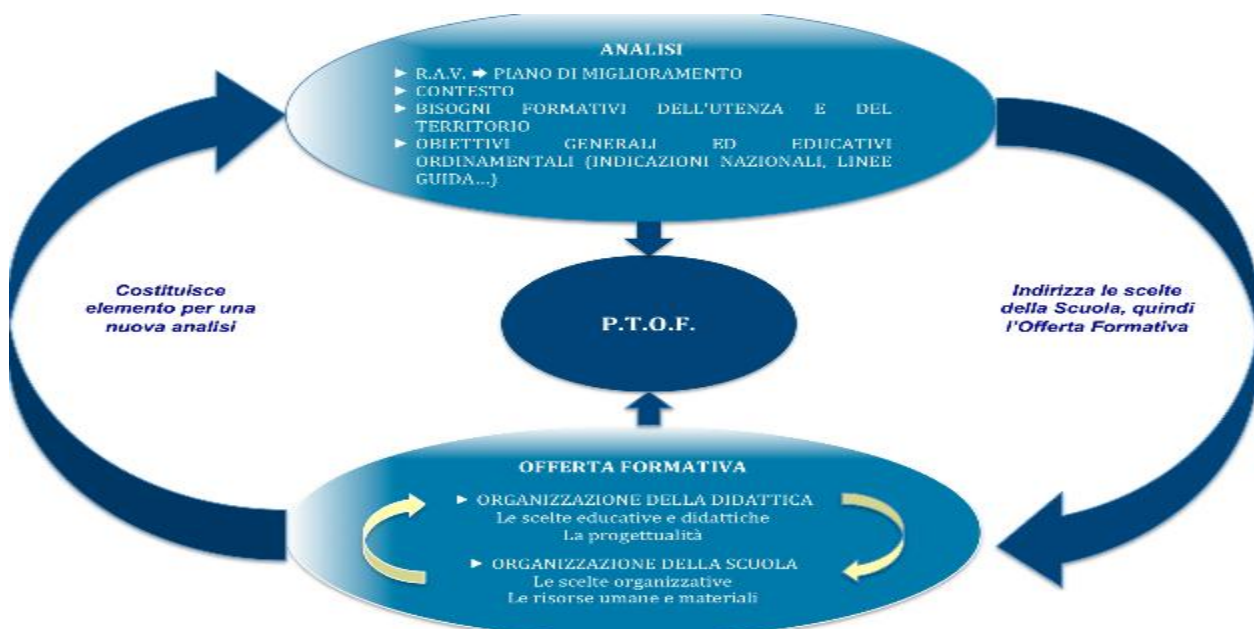 ANALISI
► R.A.V. ➨ PIANO DI MIGLIORAMENTO
► CONTESTO
► BISOGNI FORMATIVI DELL'UTENZA E DEL
TERRITORIO
► OBIETTIVI GENERALI ED EDUCATIVI
ORDINAMENTALI (INDICAZIONI NAZIONALI, LINEE
GUIDA...)
Costituisce
elemento per una
nuova analisi
P.T.O.F.
Indirizza le scelte
della Scuola, quindi
l'Offerta Formativa
OFFERTA FORMATIVA
► ORGANIZZAZIONE DELLA DIDATTICA
Le scelte educative e didattiche
La progettualità
► ORGANIZZAZIONE DELLA SCUOLA
Le scelte organizzative
Le risorse umane e materiali